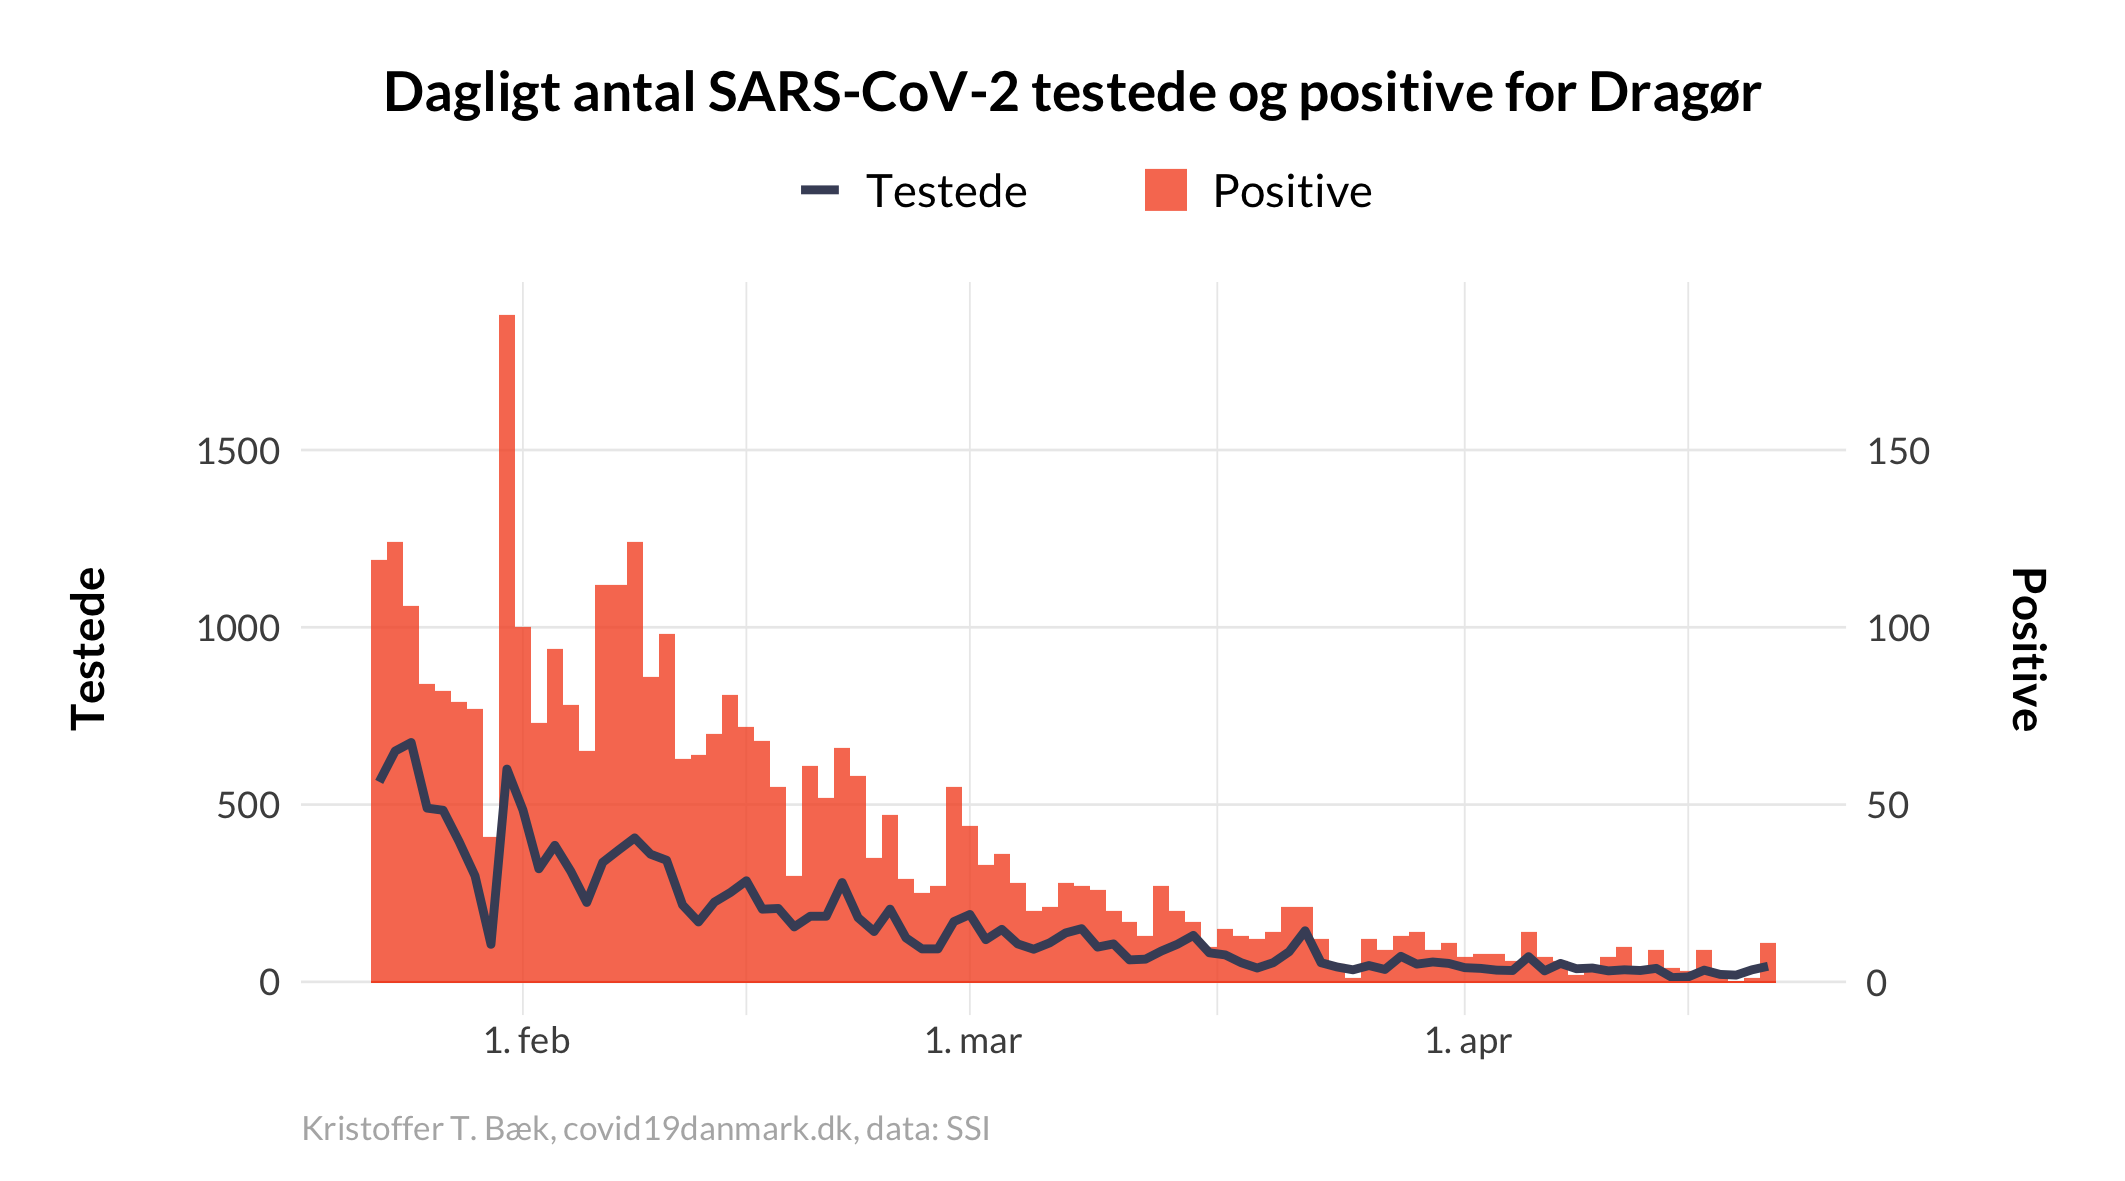 Dagligt antal SARS-CoV-2 testede og positive for Dragør
Testede Positive
Testede
1500
1000
500
0
150
100
50
0
Positive
1. feb 1. mar 1. apr
Kristoffer T. Bæk, covid19danmark.dk, data: SSI